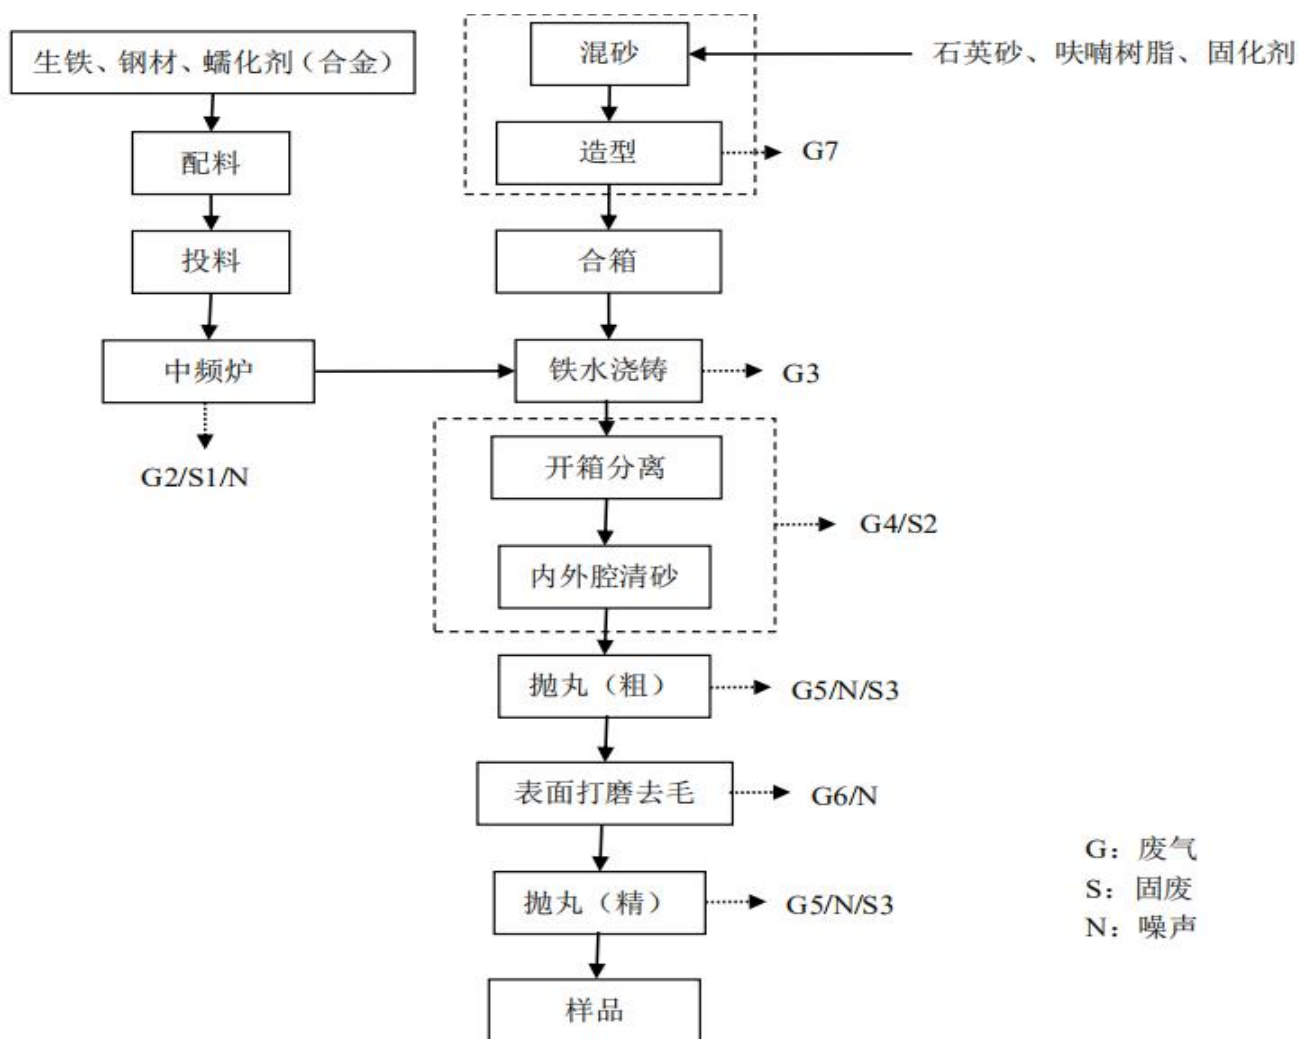 生铁、钢材、蠕化剂（合金）
配料
投料
中频炉
G2/S1/N
混砂
石英砂、呋喃树脂、固化剂
造型
G7
合箱
铁水浇铸
G3
开箱分离
内外腔清砂
G4/S2
抛丸（粗）
G5/N/S3
表面打磨去毛
G6/N
抛丸（精）
G5/N/S3
样品
G：废气
S：固废
N：噪声